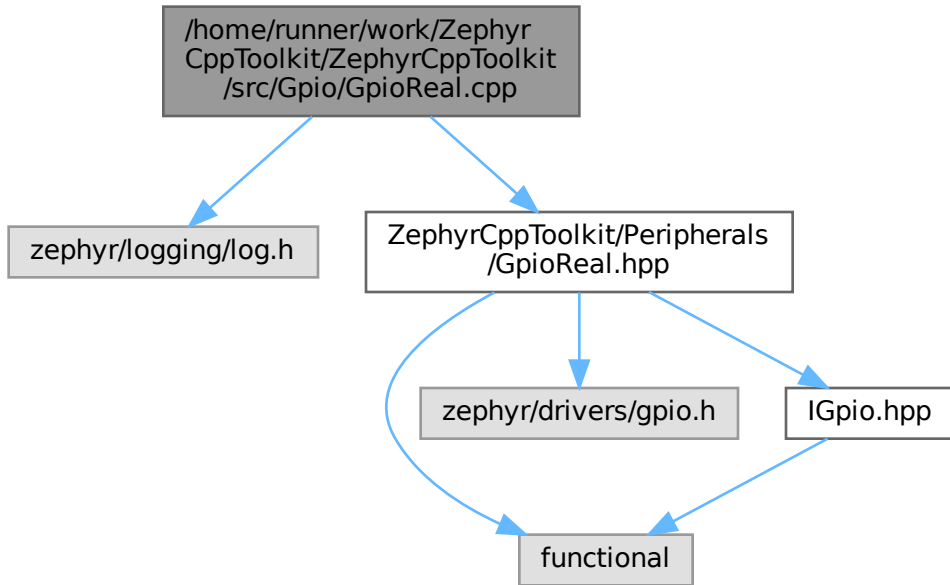 /home/runner/work/Zephyr
CppToolkit/ZephyrCppToolkit
/src/Gpio/GpioReal.cpp
zephyr/logging/log.h
ZephyrCppToolkit/Peripherals
/GpioReal.hpp
zephyr/drivers/gpio.h
IGpio.hpp
functional